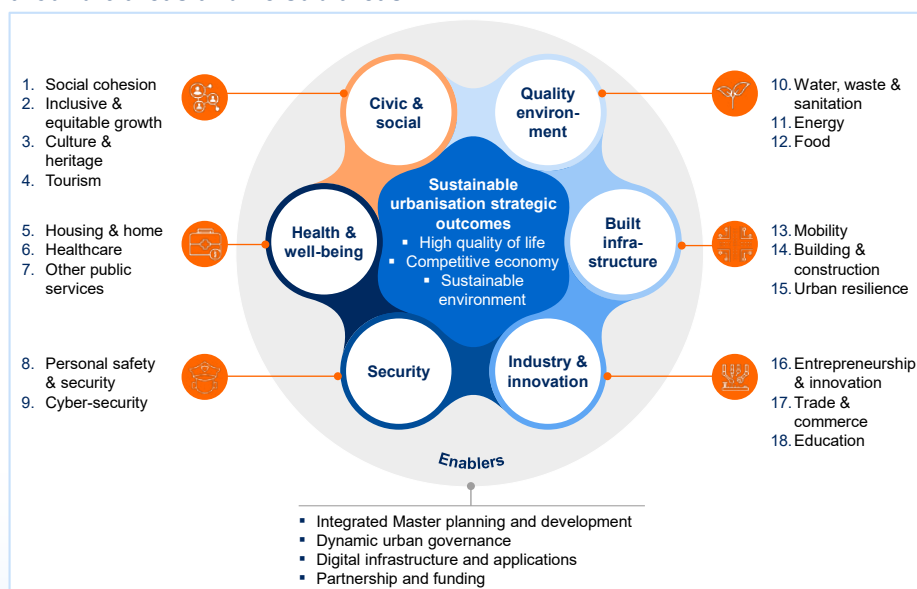 1. Social cohesion
2. Inclusive &
equitable growth
3. Culture &
heritage
4. Tourism
5. Housing & home
6. Healthcare
7. Other public
services
8. Personal safety
& security
9. Cyber-security
Civic &
social
Quality
environ-
ment
Health &
well-being
Sustainable
urbanisation strategic
outcomes
▪ High quality of life
▪ Competitive economy
▪ Sustainable
environment
Built
infra-
structure
Security
Industry &
innovation
Enablers
10. Water, waste &
sanitation
11. Energy
12. Food
13. Mobility
14. Building &
construction
15. Urban resilience
16. Entrepreneurship
& innovation
17. Trade &
commerce
18. Education
▪ Integrated Master planning and development
▪ Dynamic urban governance
▪ Digital infrastructure and applications
▪ Partnership and funding